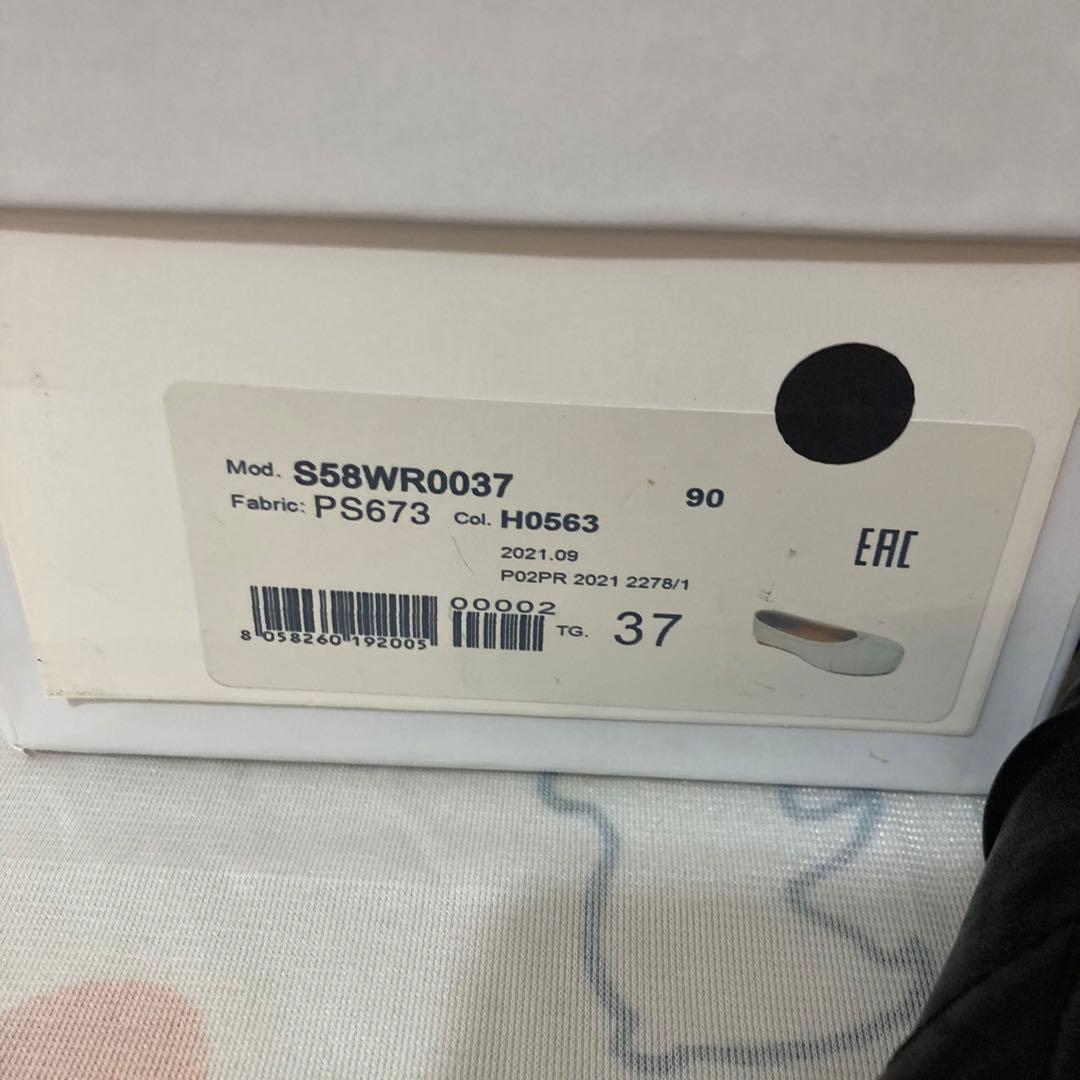 Mod. S58WR0037
90
Fabric: PS673 Col. H0563
EAC
2021.09
P02PR 2021 2278/1
00002
8 058260 192005
TG. 37